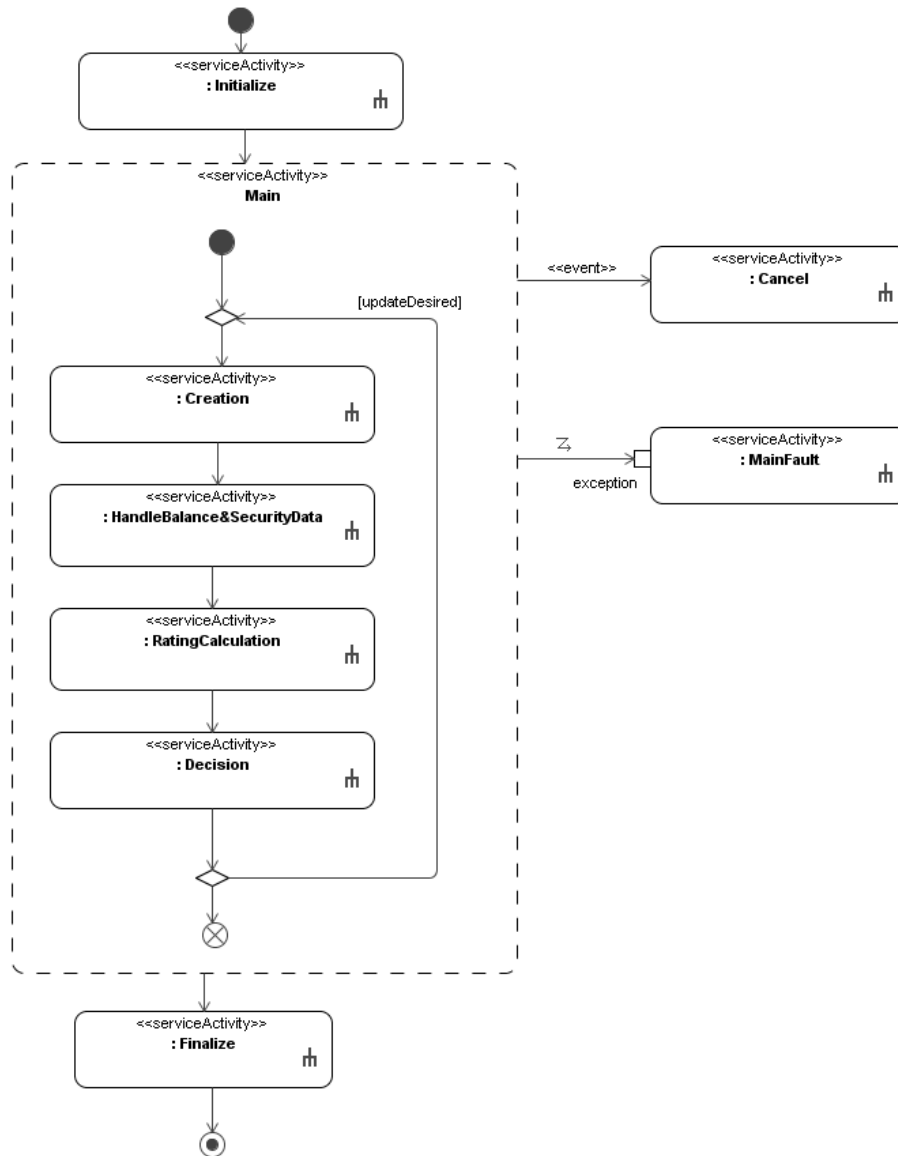 <<serviceActivity>>
: Initialize
<<serviceActivity>>
Main
[updateDesired]
<<serviceActivity>>
: Creation
<<serviceActivity>>
: HandleBalance&SecurityData
<<serviceActivity>>
: RatingCalculation
<<serviceActivity>>
: Decision
<<event>>
<<serviceActivity>>
: Cancel
exception
<<serviceActivity>>
: MainFault
<<serviceActivity>>
: Finalize